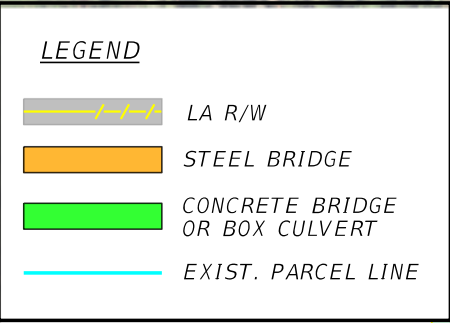 LEGEND
LA R/W
STEEL BRIDGE
CONCRETE BRIDGE
OR BOX CULVERT
EXIST. PARCEL LINE